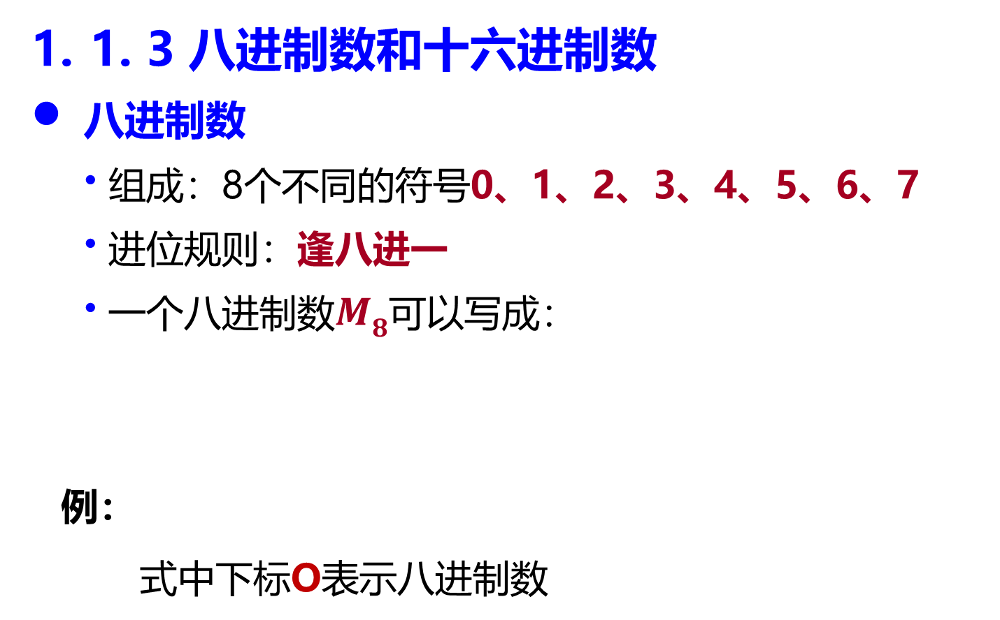 1. 1. 3 八进制数和十六进制数
● 八进制数
• 组成：8个不同的符号0、1、2、3、4、5、6、7
• 进位规则：逢八进一
• 一个八进制数M₈可以写成：
例：
式中下标O表示八进制数